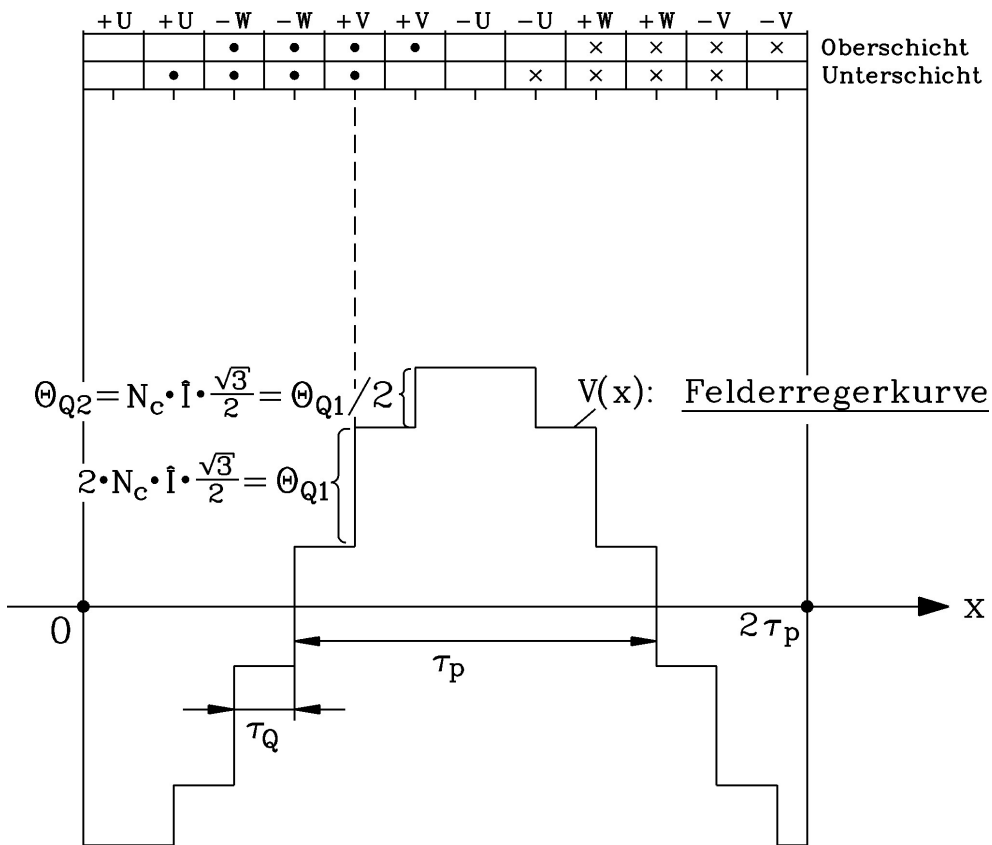 +U +U -W -W +V +V -U -U +W +W -V -V
Oberschicht
Unterschicht
Θ_Q2 = N_c · Î · √3/2 = Θ_Q1/2
V(x): Felderregerkurve
2 · N_c · Î · √3/2 = Θ_Q1
0
2τ_p
x
τ_p
τ_Q